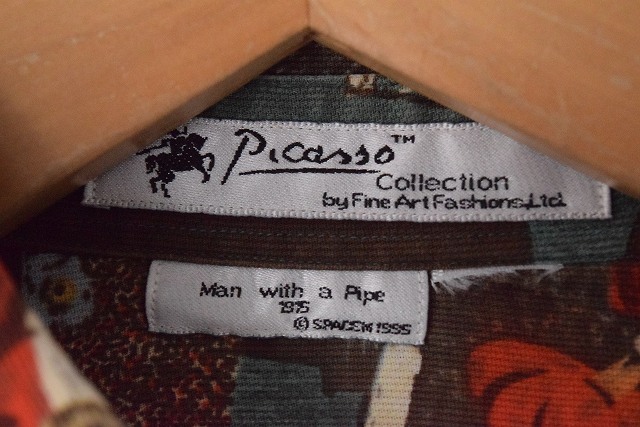 Picasso™
Collection
by Fine Art Fashions,Ltd.
Man with a Pipe
1915
© SPADEM 1995